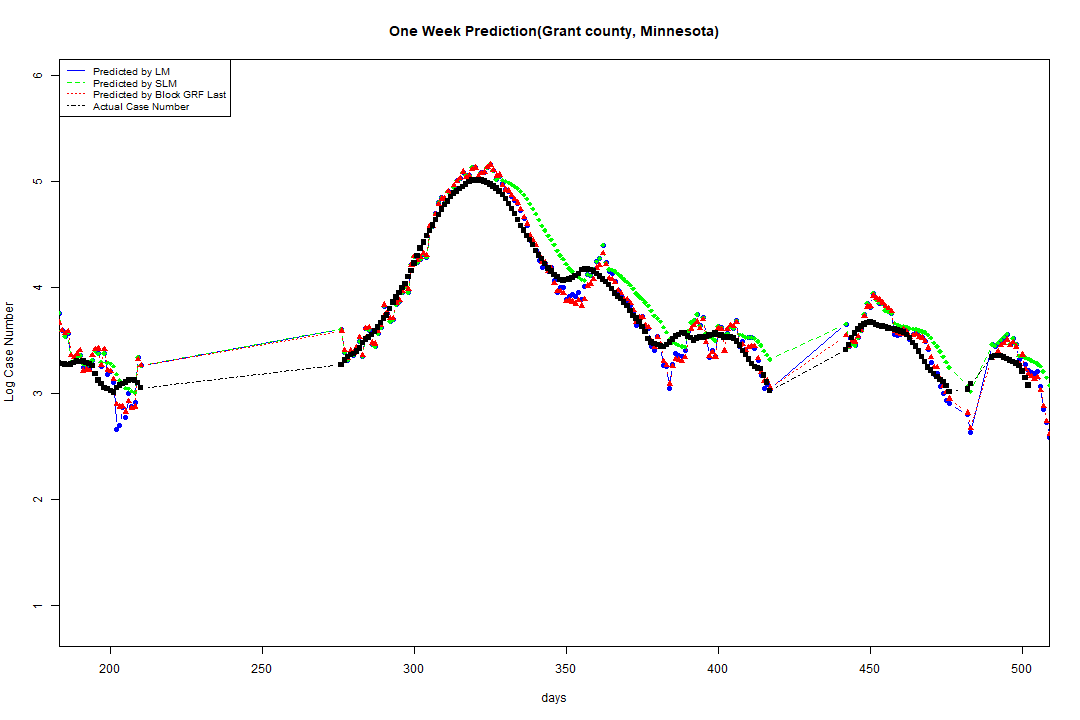 One Week Prediction(Grant county, Minnesota)
Predicted by LM
Predicted by SLM
Predicted by Block GRF Last
Actual Case Number
Log Case Number
6
5
4
3
2
1
200 250 300 350 400 450 500
days